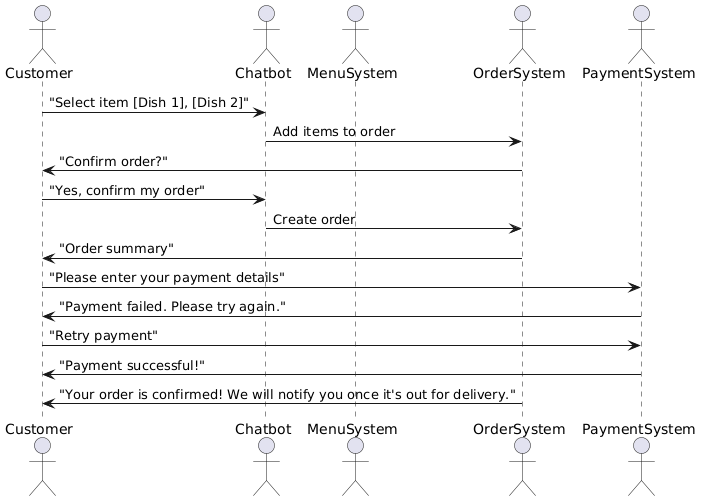 Customer Chatbot MenuSystem OrderSystem PaymentSystem
"Select item [Dish 1], [Dish 2]"
Add items to order
"Confirm order?"
"Yes, confirm my order"
Create order
"Order summary"
"Please enter your payment details"
"Payment failed. Please try again."
"Retry payment"
"Payment successful!"
"Your order is confirmed! We will notify you once it's out for delivery."
Customer Chatbot MenuSystem OrderSystem PaymentSystem